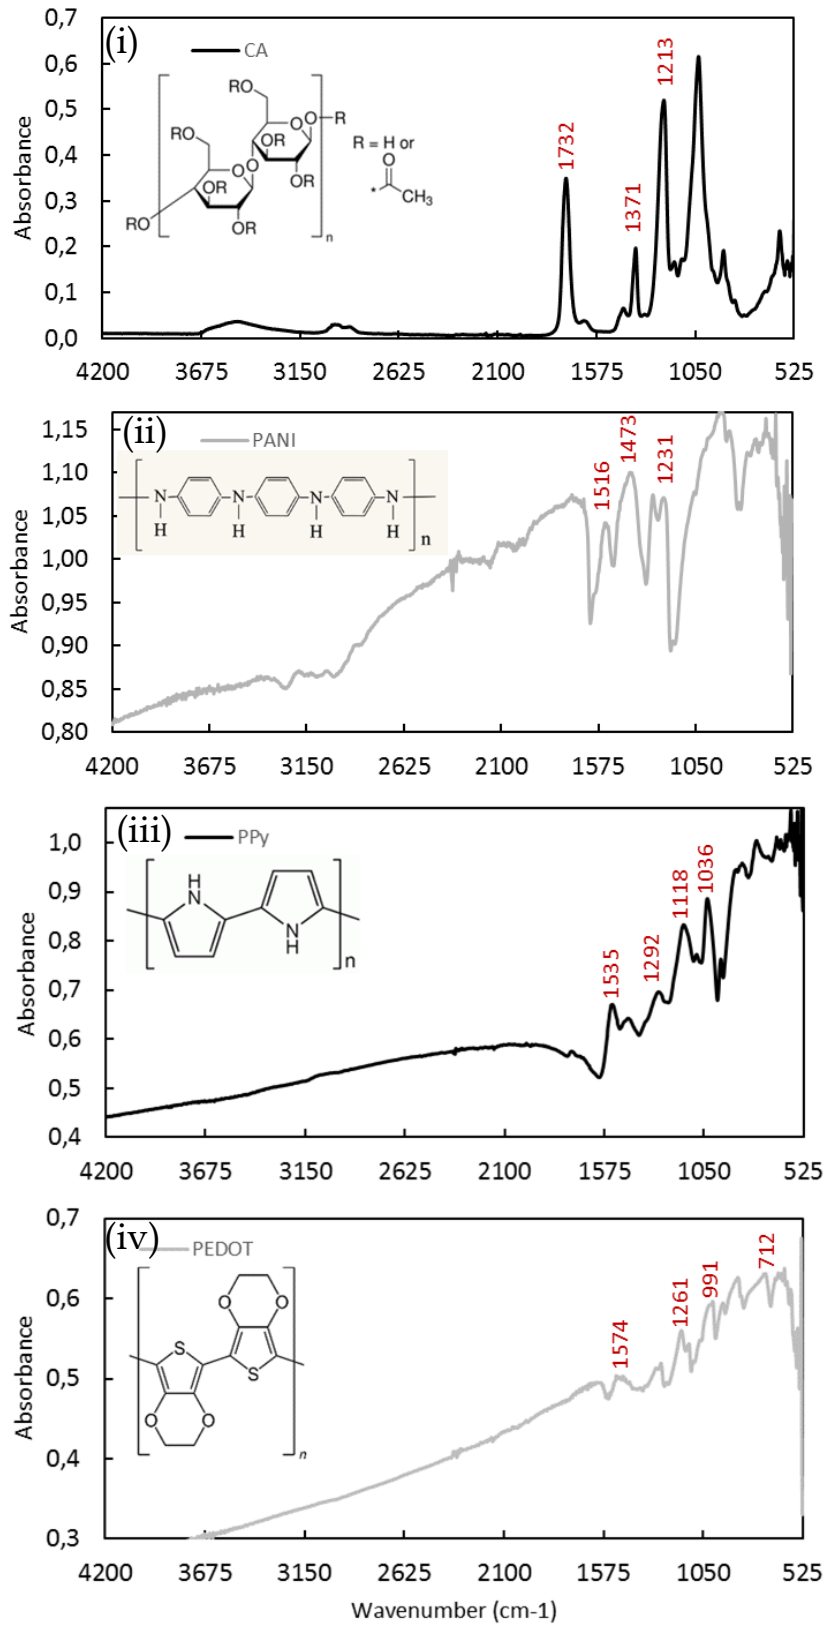 (i)
CA
0,7
0,6
0,5
0,4
0,3
0,2
0,1
0,0
Absorbance
1732
1371
1213
RO
RO
RO
RO
OR
OR
OR
O
O
O
O
R
n
R = H or
O
*
CH3
4200 3675 3150 2625 2100 1575 1050 525
(ii)
PANI
1,15
1,10
1,05
1,00
0,95
0,90
0,85
0,80
Absorbance
1516
1473
1231
N N N N
H H H H
n
4200 3675 3150 2625 2100 1575 1050 525
(iii)
PPy
1,0
0,9
0,8
0,7
0,6
0,5
0,4
Absorbance
1535
1292
1118
1036
H
N
N
H
n
4200 3675 3150 2625 2100 1575 1050 525
(iv)
PEDOT
0,7
0,6
0,5
0,4
0,3
Absorbance
1574
1261
991
712
O O
S
S
O O
n
4200 3675 3150 2625 2100 1575 1050 525
Wavenumber (cm-1)